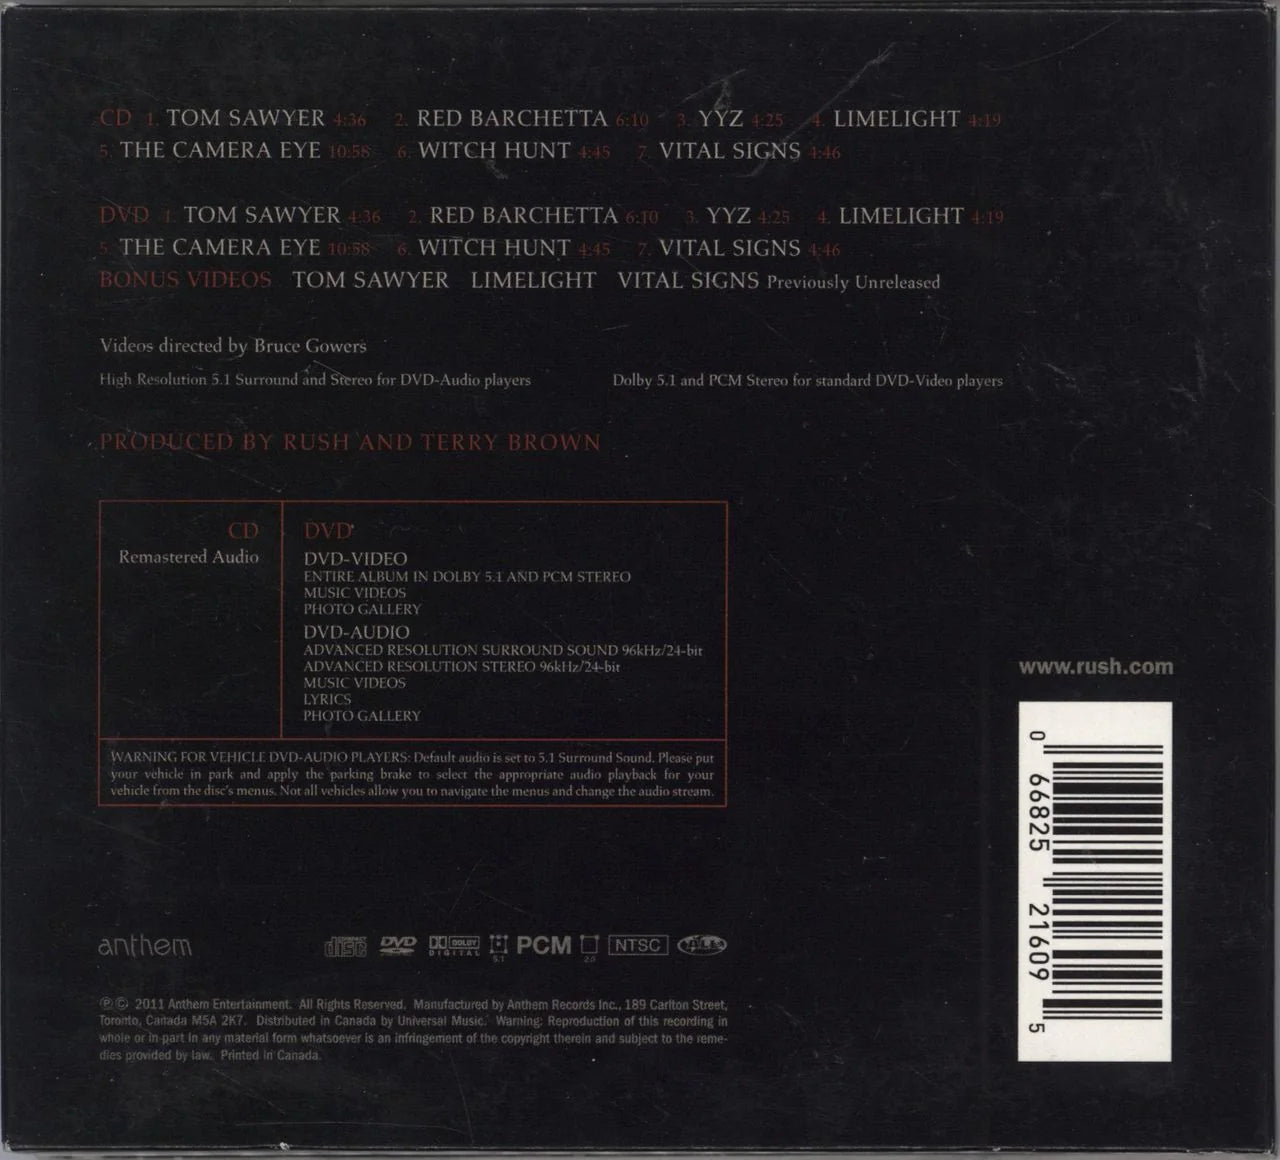 CD 1. TOM SAWYER 4:36 2. RED BARCHETTA 6:10 3. YYZ 4:25 4. LIMELIGHT 4:19
5. THE CAMERA EYE 10:58 6. WITCH HUNT 4:45 7. VITAL SIGNS 4:46
DVD 1. TOM SAWYER 4:36 2. RED BARCHETTA 6:10 3. YYZ 4:25 4. LIMELIGHT 4:19
5. THE CAMERA EYE 10:58 6. WITCH HUNT 4:45 7. VITAL SIGNS 4:46
BONUS VIDEOS TOM SAWYER LIMELIGHT VITAL SIGNS Previously Unreleased
Videos directed by Bruce Gowers
High Resolution 5.1 Surround and Stereo for DVD-Audio players Dolby 5.1 and PCM Stereo for standard DVD-Video players
PRODUCED BY RUSH AND TERRY BROWN
CD
Remastered Audio
DVD
DVD-VIDEO
ENTIRE ALBUM IN DOLBY 5.1 AND PCM STEREO
MUSIC VIDEOS
PHOTO GALLERY
DVD-AUDIO
ADVANCED RESOLUTION SURROUND SOUND 96kHz/24-bit
ADVANCED RESOLUTION STEREO 96kHz/24-bit
MUSIC VIDEOS
LYRICS
PHOTO GALLERY
WARNING FOR VEHICLE DVD-AUDIO PLAYERS: Default audio is set to 5.1 Surround Sound. Please put
your vehicle in park and apply the parking brake to select the appropriate audio playback for your
vehicle from the disc's menus. Not all vehicles allow you to navigate the menus and change the audio stream.
www.rush.com
0 66825 21609 5
anthem COMPACT disc DVD DOLBY DIGITAL 5.1 PCM 2.0 NTSC ALL
℗ © 2011 Anthem Entertainment. All Rights Reserved. Manufactured by Anthem Records Inc., 189 Carlton Street,
Toronto, Canada M5A 2K7. Distributed in Canada by Universal Music. Warning: Reproduction of this recording in
whole or in part in any material form whatsoever is an infringement of the copyright therein and subject to the reme-
dies provided by law. Printed in Canada.